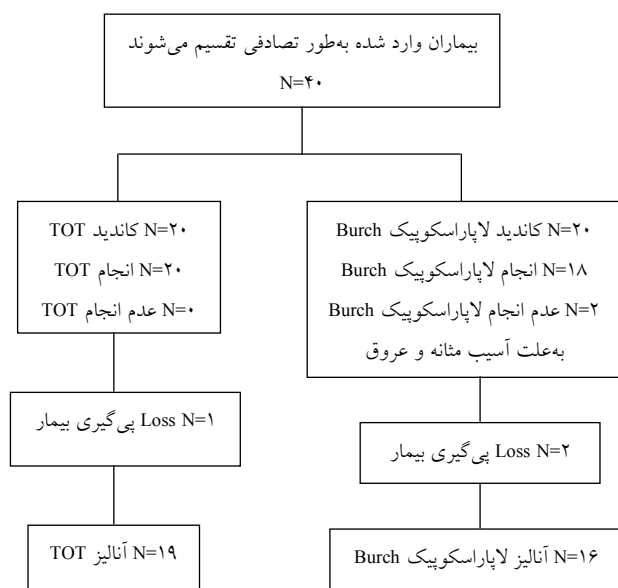 بیماران وارد شده به‌طور تصادفی تقسیم می‌شوند
N=۴۰
N=۲۰ کاندید لاپاراسکوپیک Burch
N=۱۸ انجام لاپاراسکوپیک Burch
N=۲ عدم انجام لاپاراسکوپیک Burch
به‌علت آسیب مثانه و عروق
N=۲۰ کاندید TOT
N=۲۰ انجام TOT
N=۰ عدم انجام TOT
Loss N=۲ پی‌گیری بیمار
Loss N=۱ پی‌گیری بیمار
N=۱۶ آنالیز لاپاراسکوپیک Burch
N=۱۹ آنالیز TOT